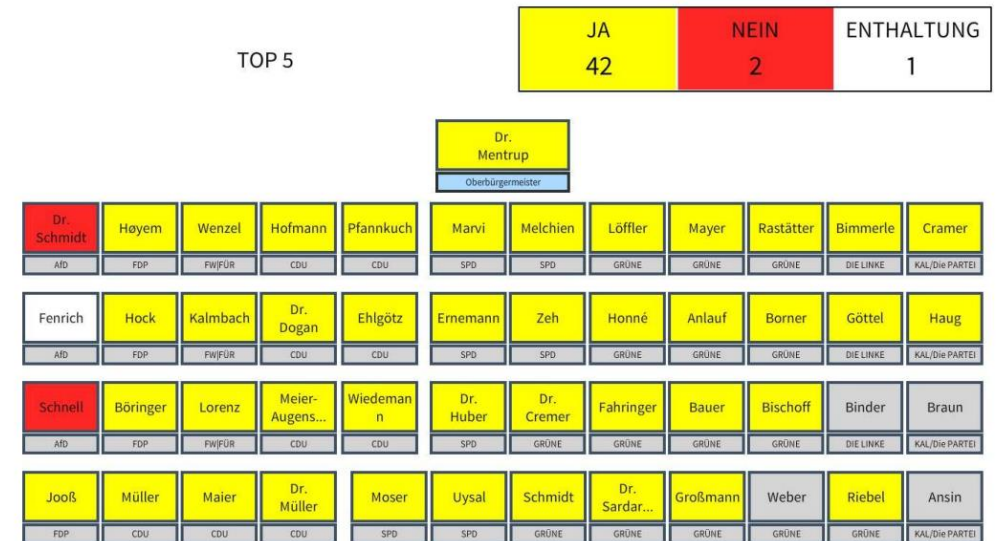 TOP 5
JA NEIN ENTHALTUNG
42 2 1
Dr.
Mentrup
Oberbürgermeister
Dr.
Schmidt Høyem Wenzel Hofmann Pfannkuch Marvi Melchien Löffler Mayer Rastätter Bimmerle Cramer
AfD FDP FW|FÜR CDU CDU SPD SPD GRÜNE GRÜNE GRÜNE DIE LINKE KAL/Die PARTEI
Fenrich Hock Kalmbach Dr.
Dogan Ehlgötz Ernemann Zeh Honné Anlauf Borner Göttel Haug
AfD FDP FW|FÜR CDU CDU SPD SPD GRÜNE GRÜNE GRÜNE DIE LINKE KAL/Die PARTEI
Schnell Böringer Lorenz Meier-
Augens... Wiedeman
n Dr.
Huber Dr.
Cremer Fahringer Bauer Bischoff Binder Braun
AfD FDP FW|FÜR CDU CDU SPD GRÜNE GRÜNE GRÜNE GRÜNE DIE LINKE KAL/Die PARTEI
Jooß Müller Maier Dr.
Müller Moser Uysal Schmidt Dr.
Sardar... Großmann Weber Riebel Ansin
FDP CDU CDU CDU SPD SPD GRÜNE GRÜNE GRÜNE GRÜNE GRÜNE KAL/Die PARTEI